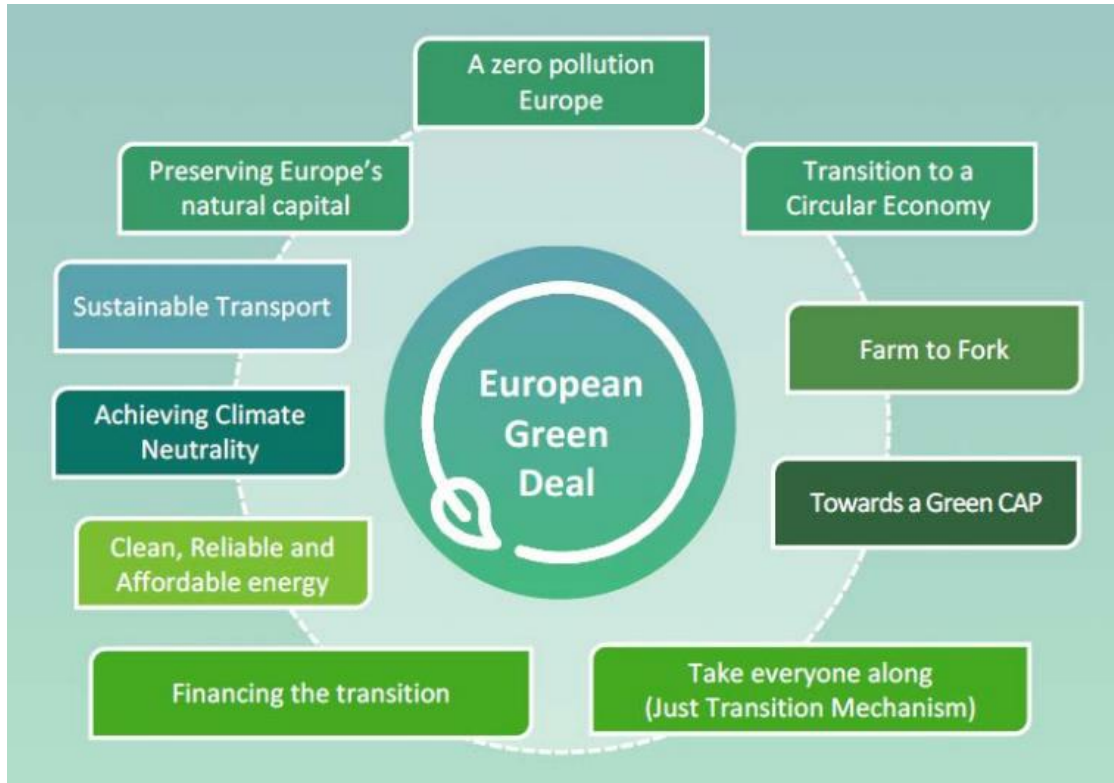 A zero pollution
Europe
Preserving Europe's
natural capital
Transition to a
Circular Economy
Sustainable Transport
Farm to Fork
European
Green
Deal
Achieving Climate
Neutrality
Towards a Green CAP
Clean, Reliable and
Affordable energy
Financing the transition
Take everyone along
(Just Transition Mechanism)